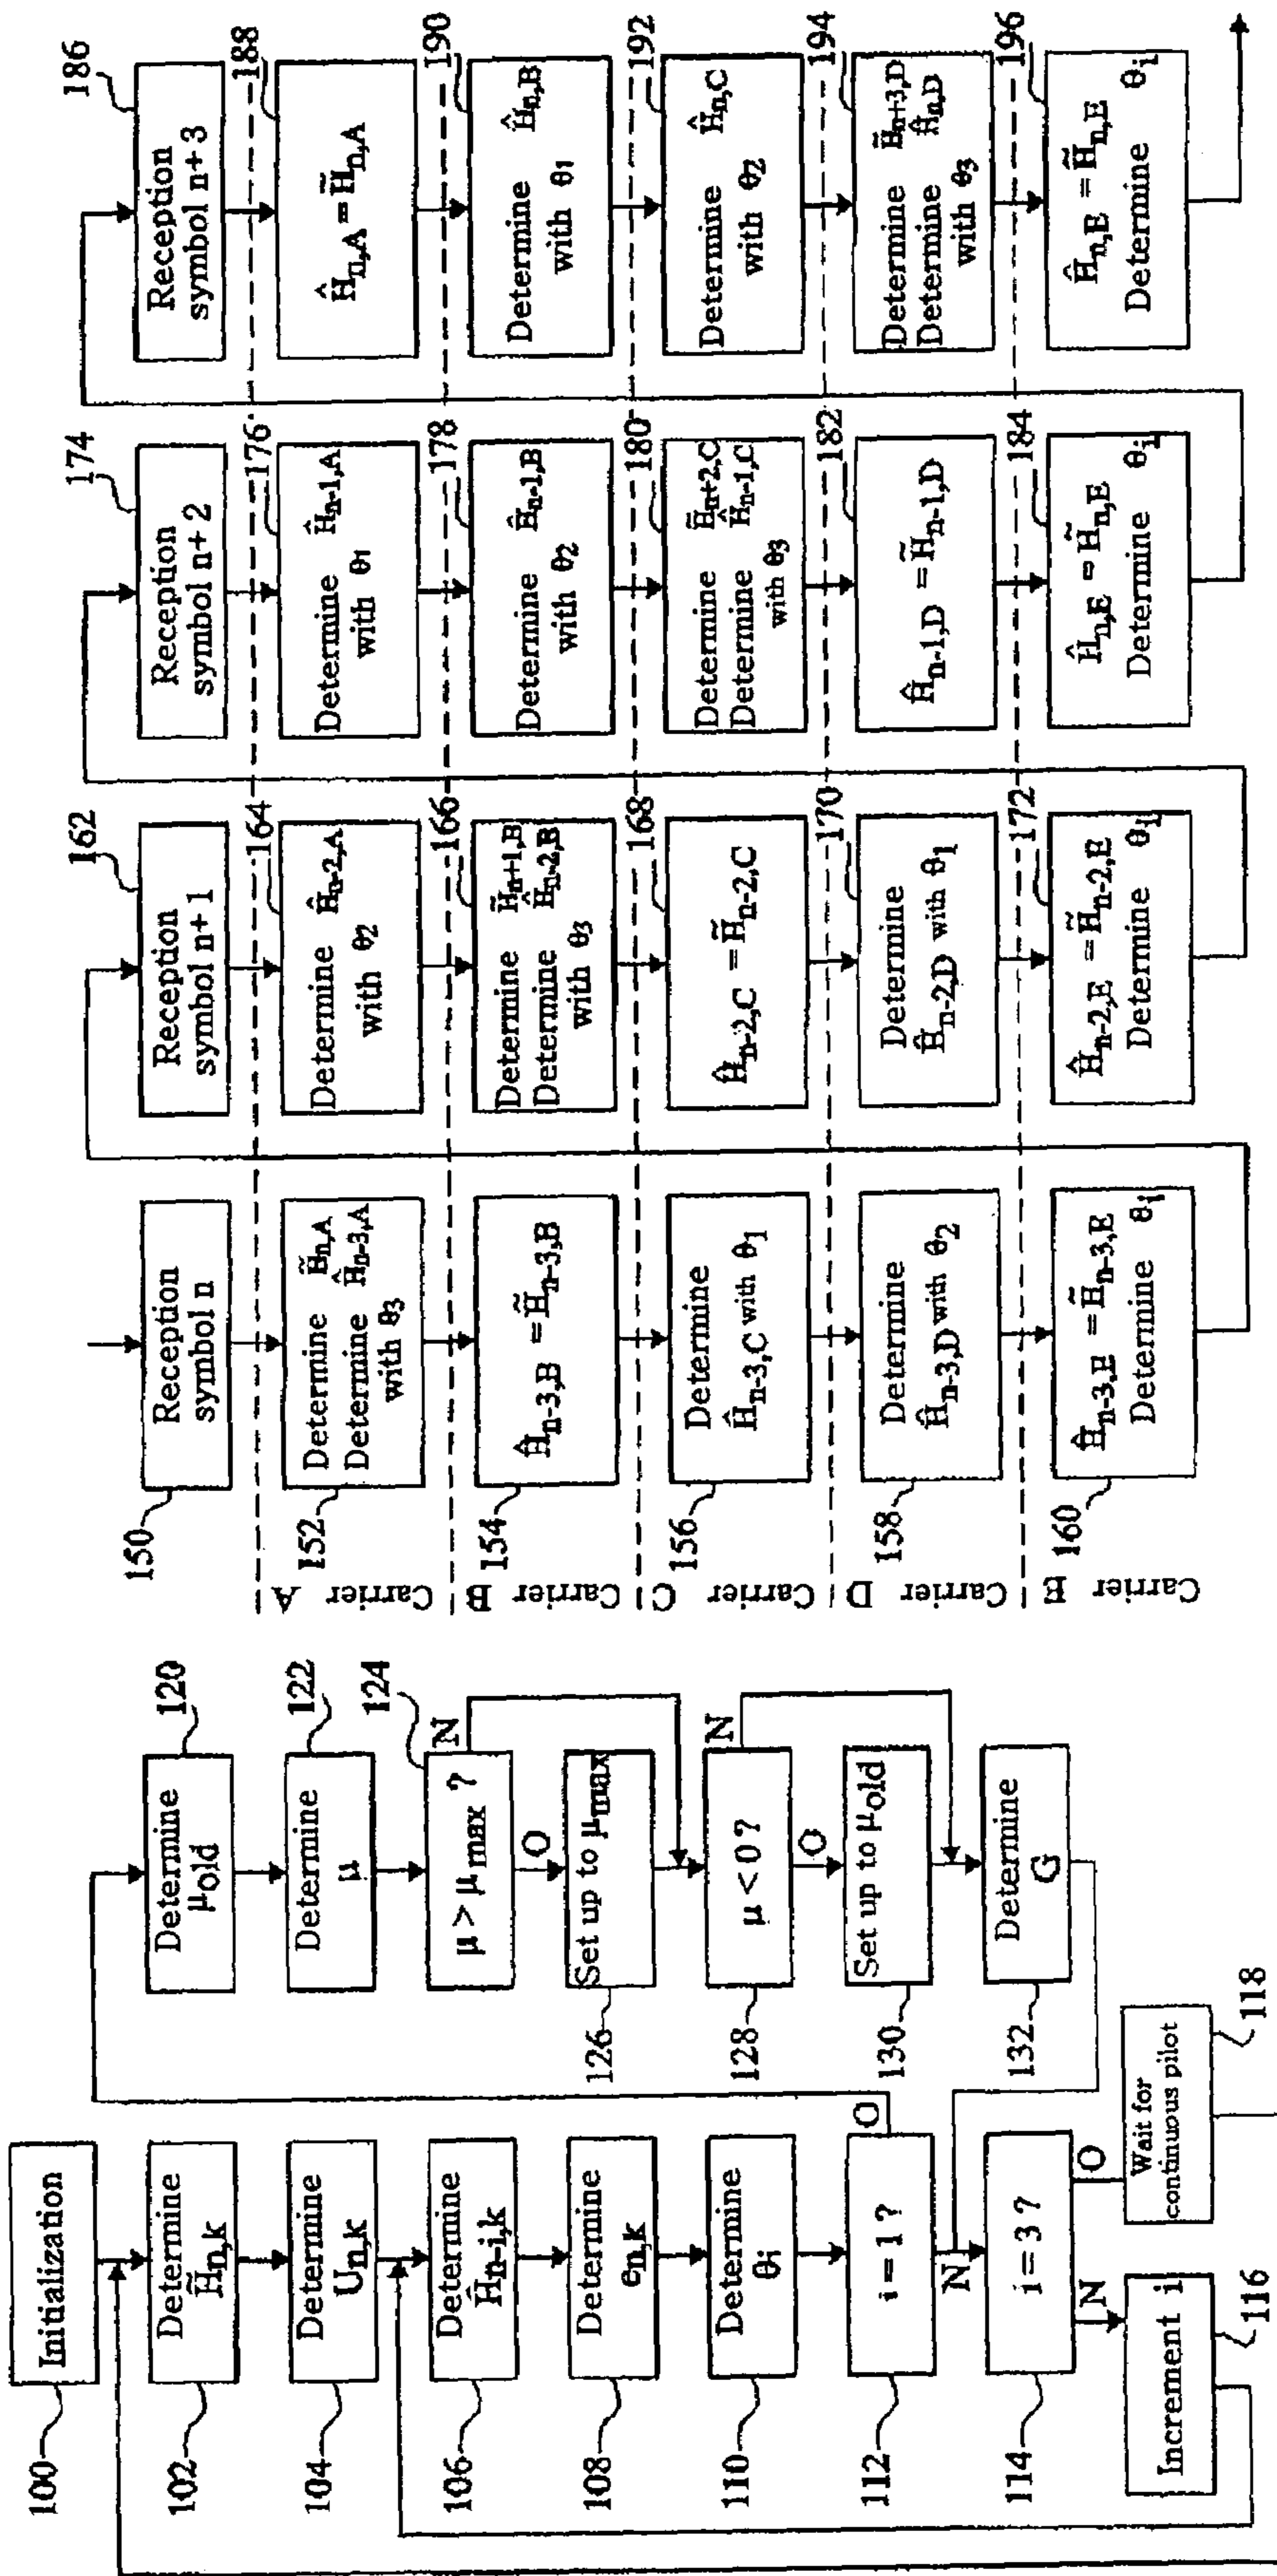 100
Initialization
102
Determine
H̃n,k
104
Determine
Un,k
106
Determine
Ĥn-i,k
108
Determine
en,k
110
Determine
θi
112
i = 1 ?
O
N
114
i = 3 ?
O
N
Increment i
116
Wait for
continuous pilot
118
Determine
μold
120
Determine
μ
122
μ > μmax ?
124
N
O
Set up to μmax
126
μ < 0 ?
128
N
O
Set up to μold
130
Determine
G
132
Carrier A
Carrier B
Carrier C
Carrier D
Carrier E
150
Reception
symbol n
152
Determine H̃n,A
Determine Ĥn-3,A
with θ3
154
Ĥn-3,B = H̃n-3,B
156
Determine
Ĥn-3,C with θ1
158
Determine
Ĥn-3,D with θ2
160
Ĥn-3,E = H̃n-3,E
Determine θi
162
Reception
symbol n+1
164
Determine Ĥn-2,A
with θ2
166
Determine H̃n+1,B
Determine Ĥn-2,B
with θ3
168
Ĥn-2,C = H̃n-2,C
170
Determine
Ĥn-2,D with θ1
172
Ĥn-2,E = H̃n-2,E
Determine θi
174
Reception
symbol n+2
176
Determine Ĥn-1,A
with θ1
178
Determine Ĥn-1,B
with θ2
180
Determine H̃n+2,C
Determine Ĥn-1,C
with θ3
182
Ĥn-1,D = H̃n-1,D
184
Ĥn,E = H̃n,E
Determine θi
186
Reception
symbol n+3
188
Ĥn,A = H̃n,A
190
Determine Ĥn,B
with θ1
192
Determine Ĥn,C
with θ2
194
Determine H̃n+3,D
Determine Ĥn,D
with θ3
196
Ĥn,E = H̃n,E
Determine θi